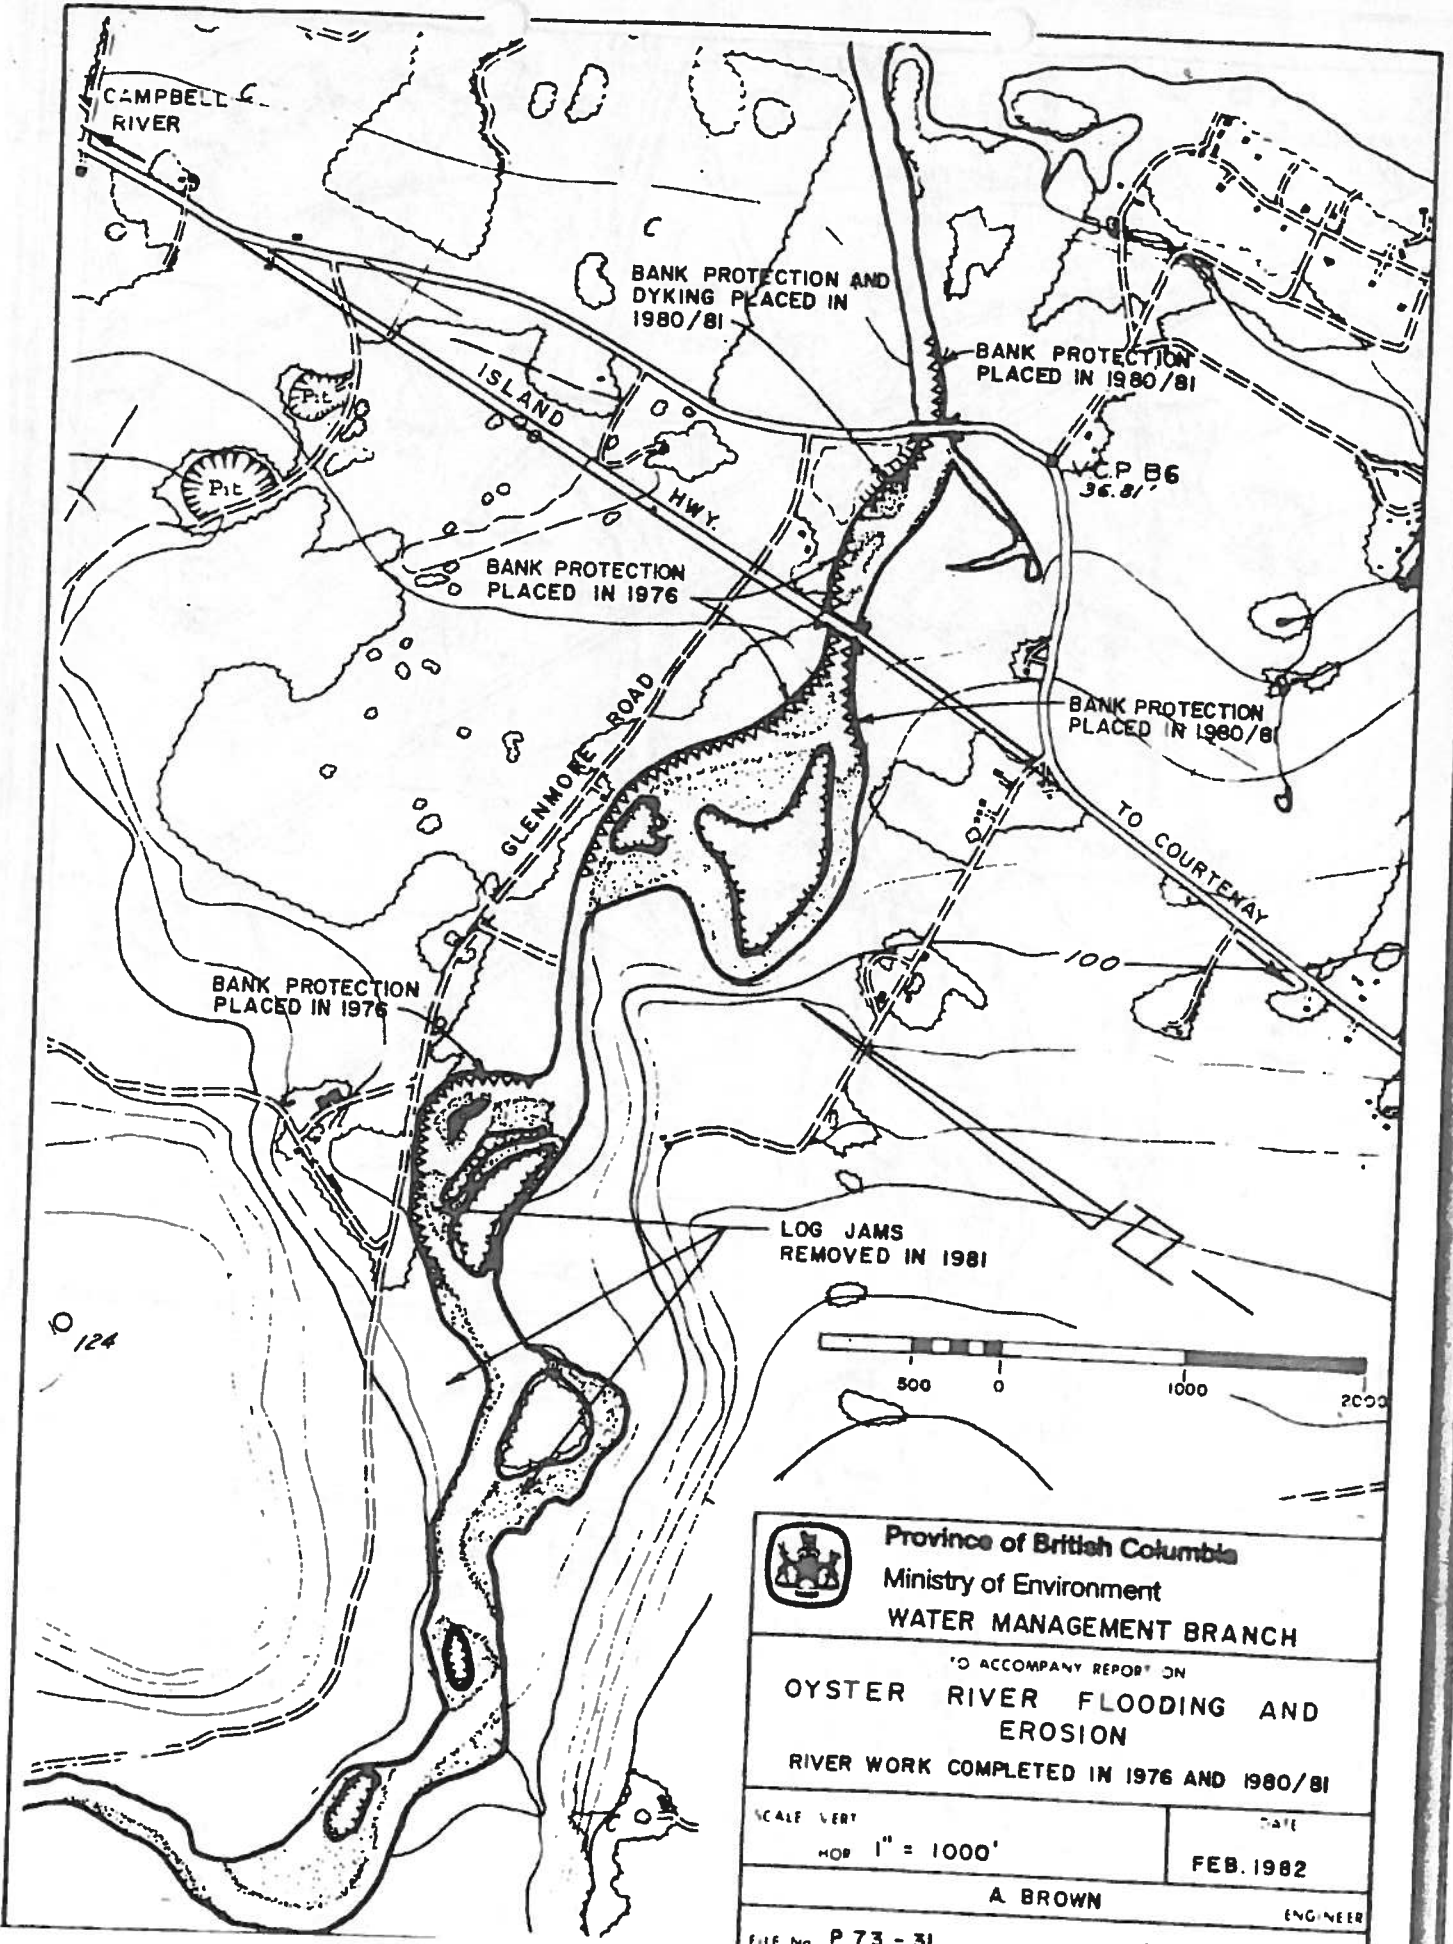 CAMPBELL
RIVER
C
C
BANK PROTECTION AND
DYKING PLACED IN
1980/81
BANK PROTECTION
PLACED IN 1980/81
ISLAND HWY.
Pit
Pit
V.C.P B6
36.81'
BANK PROTECTION
PLACED IN 1976
GLENMORE ROAD
BANK PROTECTION
PLACED IN 1980/81
TO COURTENAY
100
BANK PROTECTION
PLACED IN 1976
LOG JAMS
REMOVED IN 1981
124
500 0 1000 2000
Province of British Columbia
Ministry of Environment
WATER MANAGEMENT BRANCH
TO ACCOMPANY REPORT ON
OYSTER RIVER FLOODING AND
EROSION
RIVER WORK COMPLETED IN 1976 AND 1980/81
SCALE VERT
DATE
HOR 1" = 1000'
FEB. 1982
A. BROWN
ENGINEER
FILE No. P 73 - 31